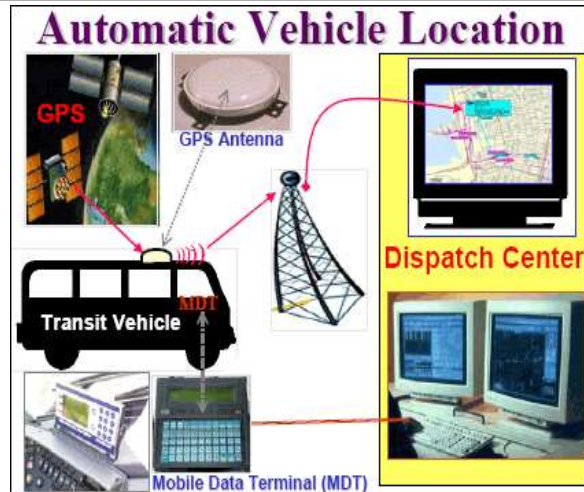 Automatic Vehicle Location
GPS
GPS Antenna
Dispatch Center
MDT
Transit Vehicle
Mobile Data Terminal (MDT)